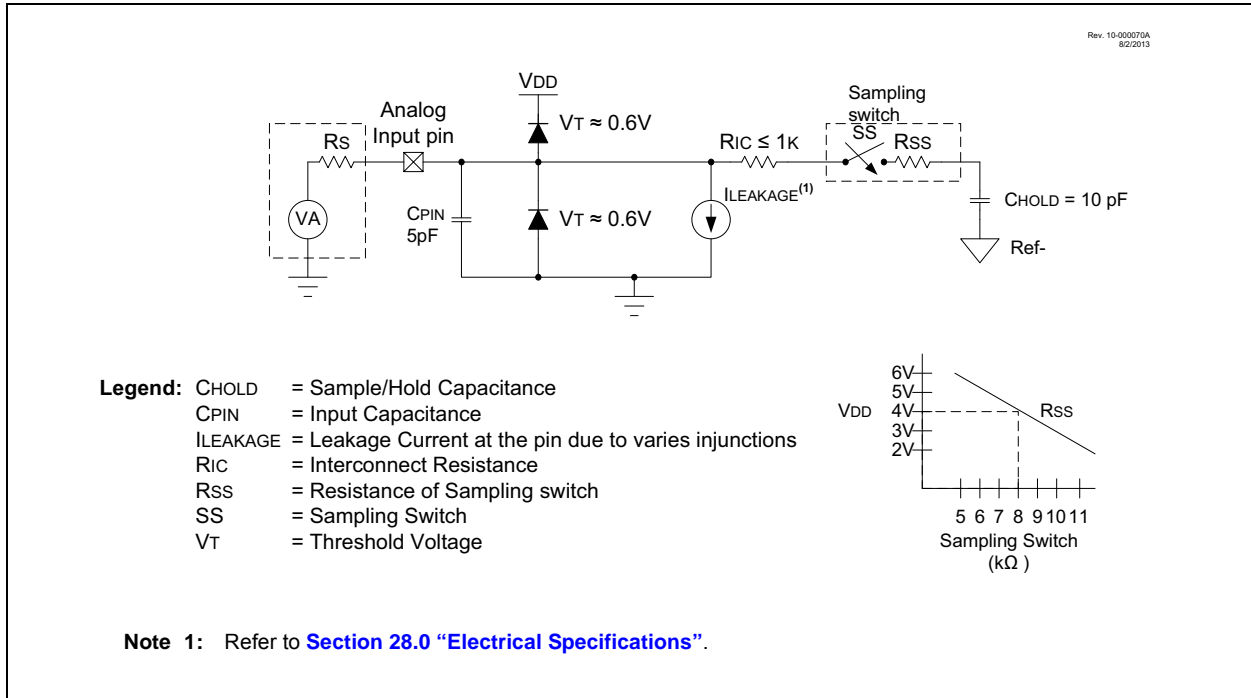 Rev. 10-000070A
8/2/2013
VDD
Analog
Input pin
VT ≈ 0.6V
Sampling
switch
SS
RSS
RS
RIC ≤ 1K
VA
CPIN
5pF
VT ≈ 0.6V
ILEAKAGE(1)
CHOLD = 10 pF
Ref-
Legend: CHOLD = Sample/Hold Capacitance
CPIN = Input Capacitance
ILEAKAGE = Leakage Current at the pin due to varies injunctions
RIC = Interconnect Resistance
RSS = Resistance of Sampling switch
SS = Sampling Switch
VT = Threshold Voltage
6V
5V
VDD 4V RSS
3V
2V
5 6 7 8 9 10 11
Sampling Switch
(kΩ )
Note 1: Refer to Section 28.0 “Electrical Specifications”.